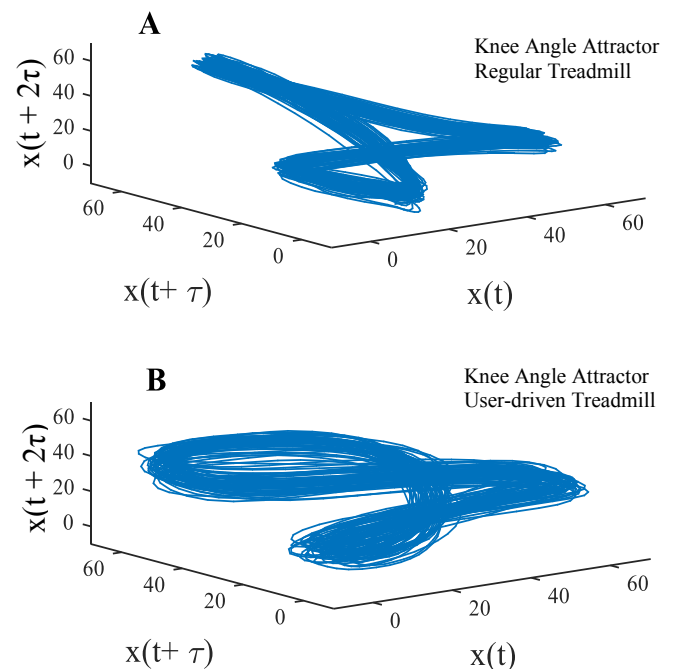 A
Knee Angle Attractor
Regular Treadmill
x(t + 2τ)
60
40
20
0
60
40
20
0
0
20
40
60
x(t+ τ)
x(t)
B
Knee Angle Attractor
User-driven Treadmill
x(t + 2τ)
60
40
20
0
60
40
20
0
0
20
40
60
x(t+ τ)
x(t)